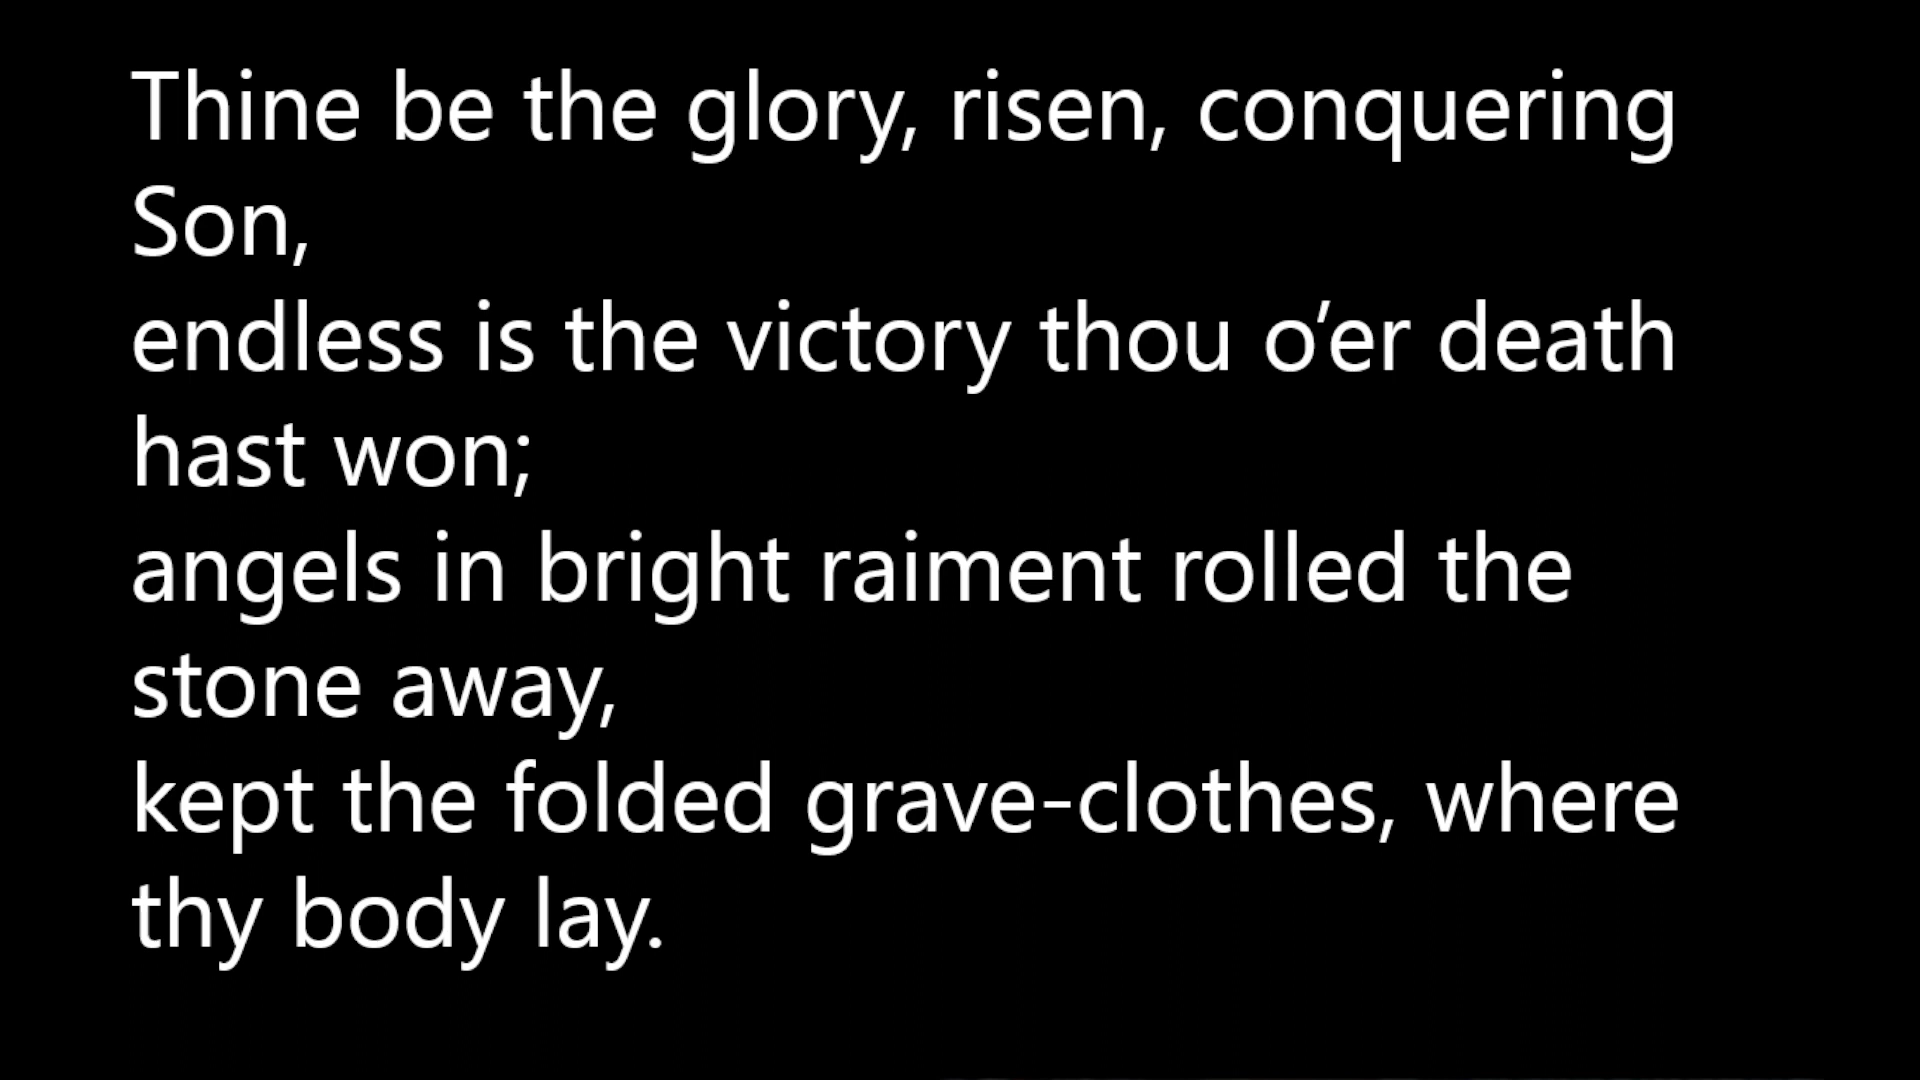 Thine be the glory, risen, conquering
Son,
endless is the victory thou o’er death
hast won;
angels in bright raiment rolled the
stone away,
kept the folded grave-clothes, where
thy body lay.